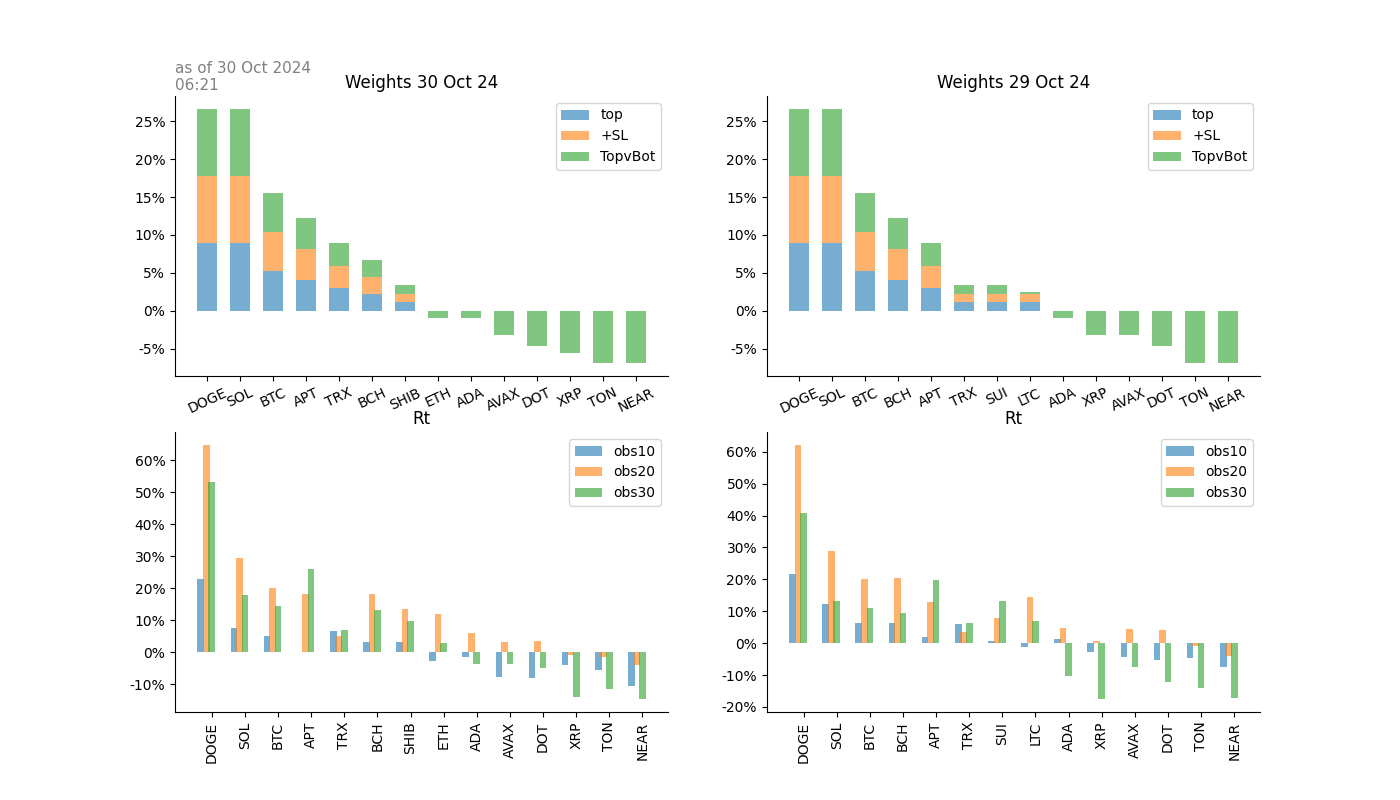 as of 30 Oct 2024
06:21
Weights 30 Oct 24
25%
20%
15%
10%
5%
0%
-5%
top
+SL
TopvBot
DOGE SOL BTC APT TRX BCH SHIB ETH ADA AVAX DOT XRP TON NEAR
Weights 29 Oct 24
25%
20%
15%
10%
5%
0%
-5%
top
+SL
TopvBot
DOGE SOL BTC BCH APT TRX SUI LTC ADA XRP AVAX DOT TON NEAR
Rt
60%
50%
40%
30%
20%
10%
0%
-10%
obs10
obs20
obs30
DOGE SOL BTC APT TRX BCH SHIB ETH ADA AVAX DOT XRP TON NEAR
Rt
60%
50%
40%
30%
20%
10%
0%
-10%
-20%
obs10
obs20
obs30
DOGE SOL BTC BCH APT TRX SUI LTC ADA XRP AVAX DOT TON NEAR